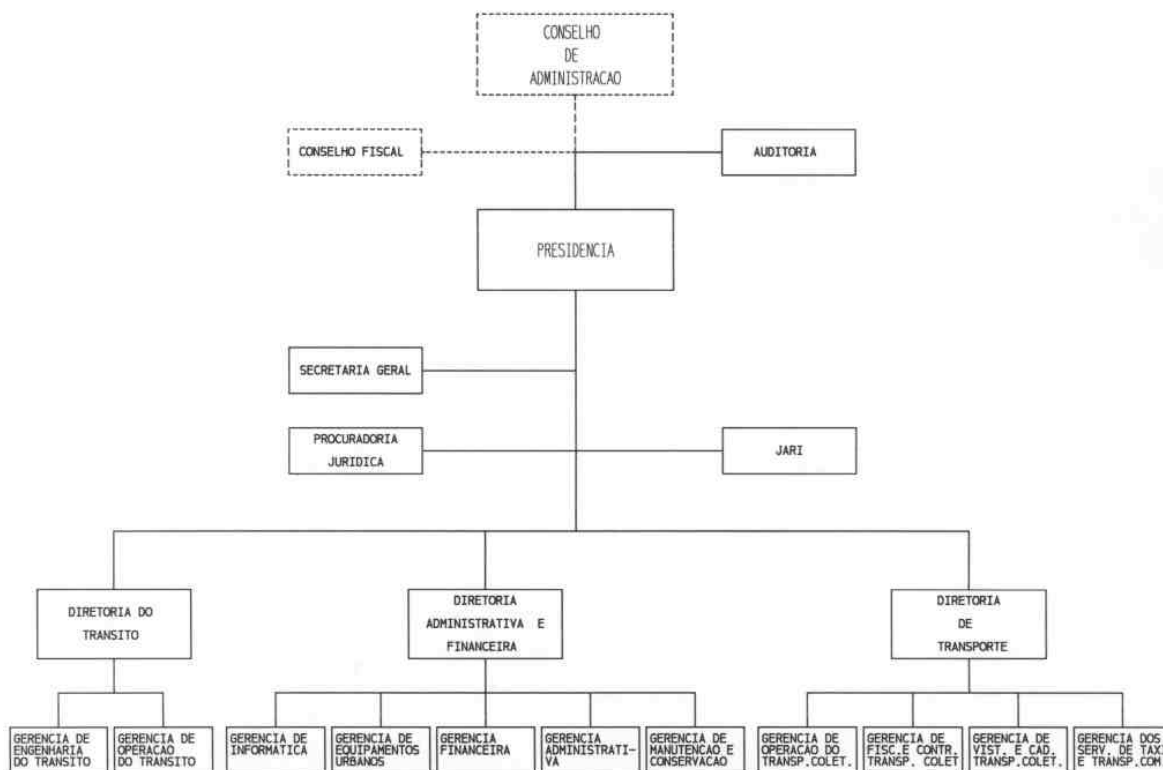 CONSELHO
DE
ADMINISTRACAO
CONSELHO FISCAL
AUDITORIA
PRESIDENCIA
SECRETARIA GERAL
PROCURADORIA
JURIDICA
JARI
DIRETORIA DO
TRANSITO
DIRETORIA
ADMINISTRATIVA E
FINANCEIRA
DIRETORIA
DE
TRANSPORTE
GERENCIA DE
ENGENHARIA
DO TRANSITO
GERENCIA DE
OPERACAO
DO TRANSITO
GERENCIA DE
INFORMATICA
GERENCIA DE
EQUIPAMENTOS
URBANOS
GERENCIA
FINANCEIRA
GERENCIA
ADMINISTRATI-
VA
GERENCIA DE
MANUTENCAO E
CONSERVACAO
GERENCIA DE
OPERACAO DO
TRANSP.COLET.
GERENCIA DE
FISC.E CONTR.
TRANSP. COLET
GERENCIA DE
VIST. E CAD.
TRANSP.COLET.
GERENCIA DOS
SERV. DE TAXI
E TRANSP.COM